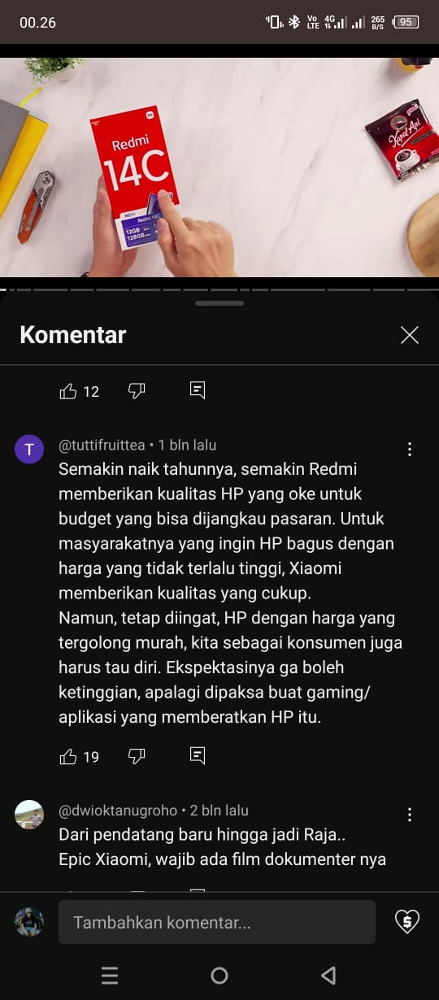 00.26
Vo
LTE
4G
265
B/S
95
Redmi
14C
Redmi 14C
12GB
128GB
Kapal Api
Komentar
12
T
@tuttifruittea • 1 bln lalu
Semakin naik tahunnya, semakin Redmi
memberikan kualitas HP yang oke untuk
budget yang bisa dijangkau pasaran. Untuk
masyarakatnya yang ingin HP bagus dengan
harga yang tidak terlalu tinggi, Xiaomi
memberikan kualitas yang cukup.
Namun, tetap diingat, HP dengan harga yang
tergolong murah, kita sebagai konsumen juga
harus tau diri. Ekspektasinya ga boleh
ketinggian, apalagi dipaksa buat gaming/
aplikasi yang memberatkan HP itu.
19
@dwioktanugroho • 2 bln lalu
Dari pendatang baru hingga jadi Raja..
Epic Xiaomi, wajib ada film dokumenter nya
Tambahkan komentar...